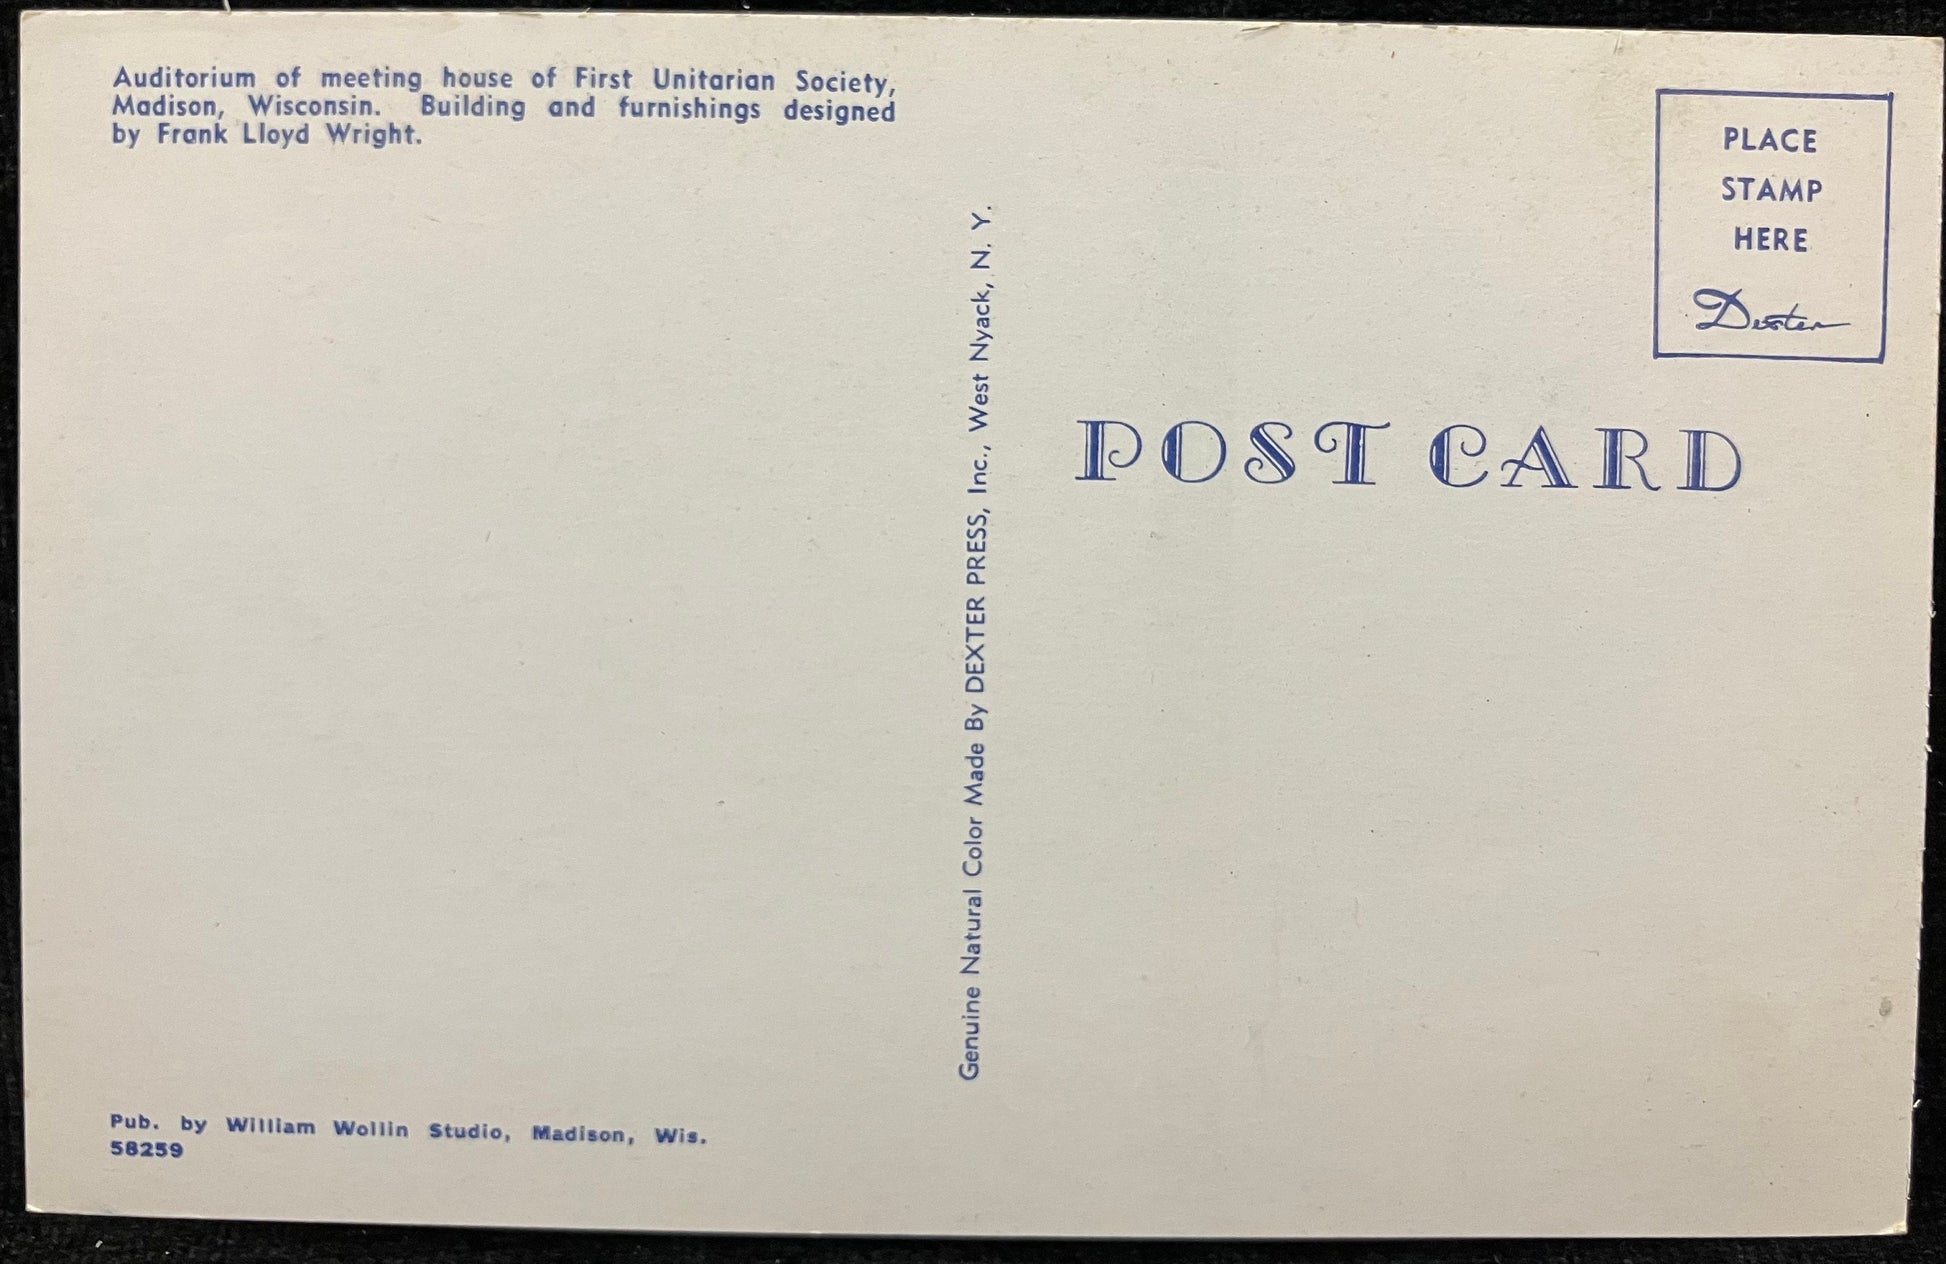 Auditorium of meeting house of First Unitarian Society,
Madison, Wisconsin. Building and furnishings designed
by Frank Lloyd Wright.
PLACE
STAMP
HERE
Dexter
POST CARD
Genuine Natural Color Made By DEXTER PRESS, Inc., West Nyack, N. Y.
Pub. by William Wollin Studio, Madison, Wis.
58259